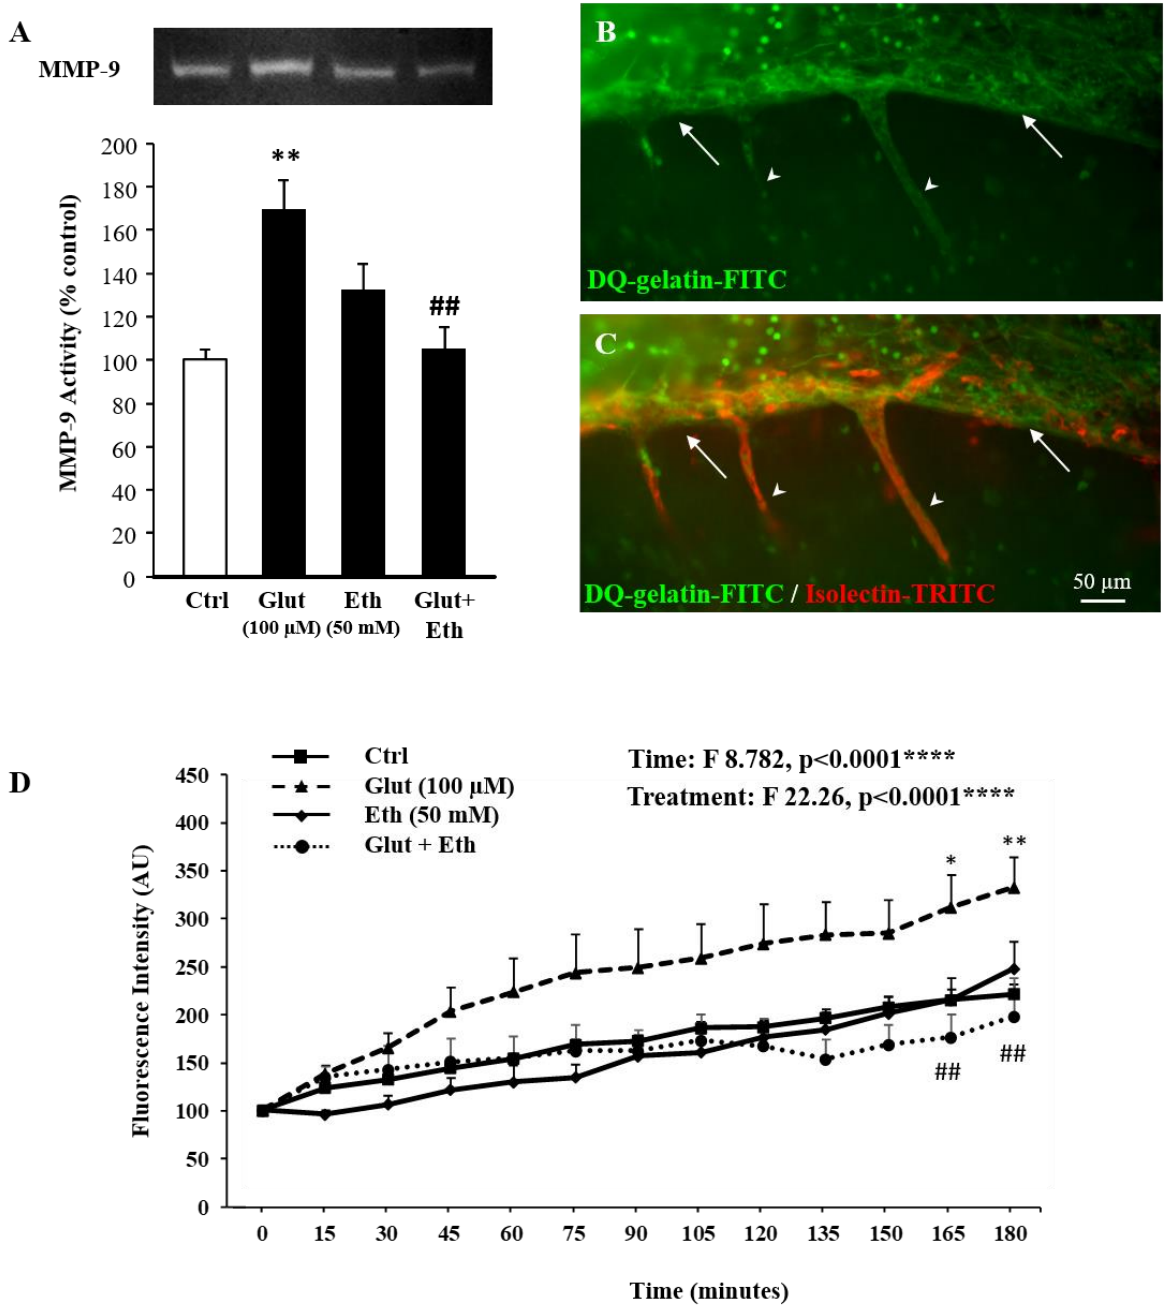 A
MMP-9
200
180
160
140
120
100
80
60
40
20
0
MMP-9 Activity (% control)
**
##
Ctrl Glut Eth Glut+
(100 µM) (50 mM) Eth
B
DQ-gelatin-FITC
C
50 µm
DQ-gelatin-FITC / Isolectin-TRITC
D
Ctrl
Glut (100 µM)
Eth (50 mM)
Glut + Eth
Time: F 8.782, p<0.0001****
Treatment: F 22.26, p<0.0001****
450
400
350
300
250
200
150
100
50
0
Fluorescence Intensity (AU)
*
**
##
##
0 15 30 45 60 75 90 105 120 135 150 165 180
Time (minutes)